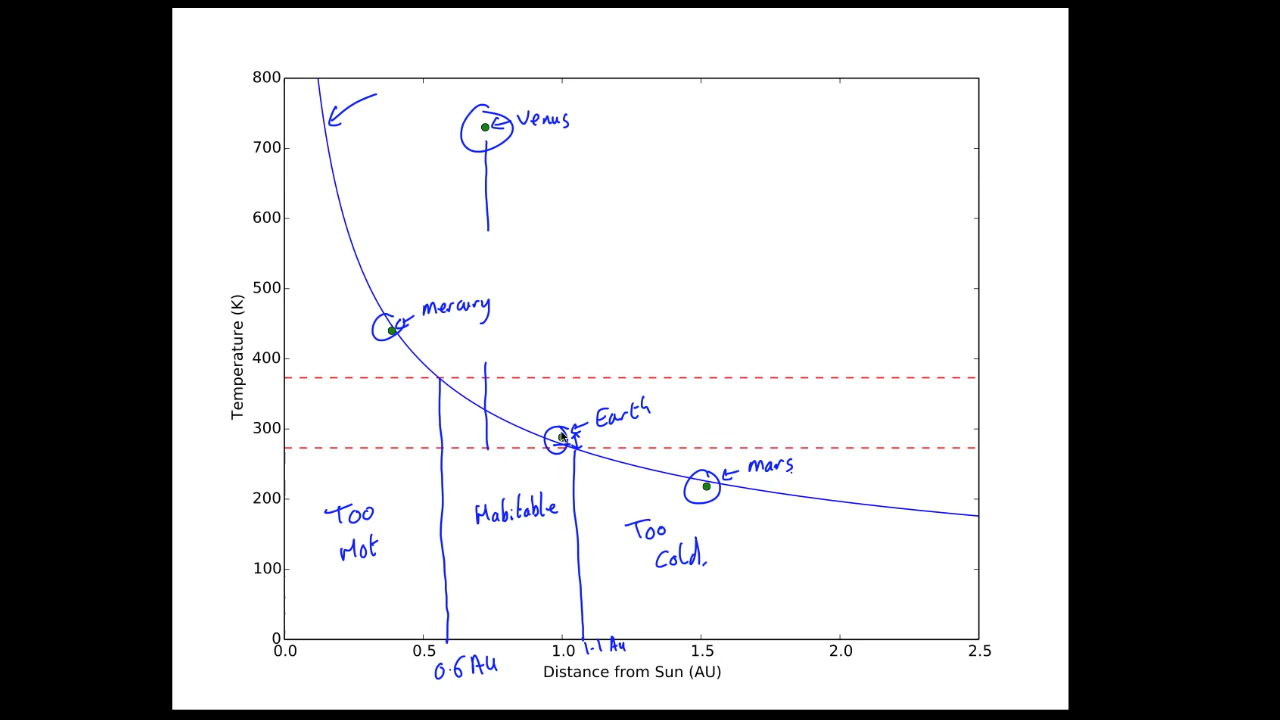 800
700
600
500
400
300
200
100
0
Temperature (K)
Venus
mercury
Earth
mars
Too
Hot
Habitable
Too
Cold.
0.0
0.5
1.0
1.5
2.0
2.5
0.6 AU
1.1 AU
Distance from Sun (AU)